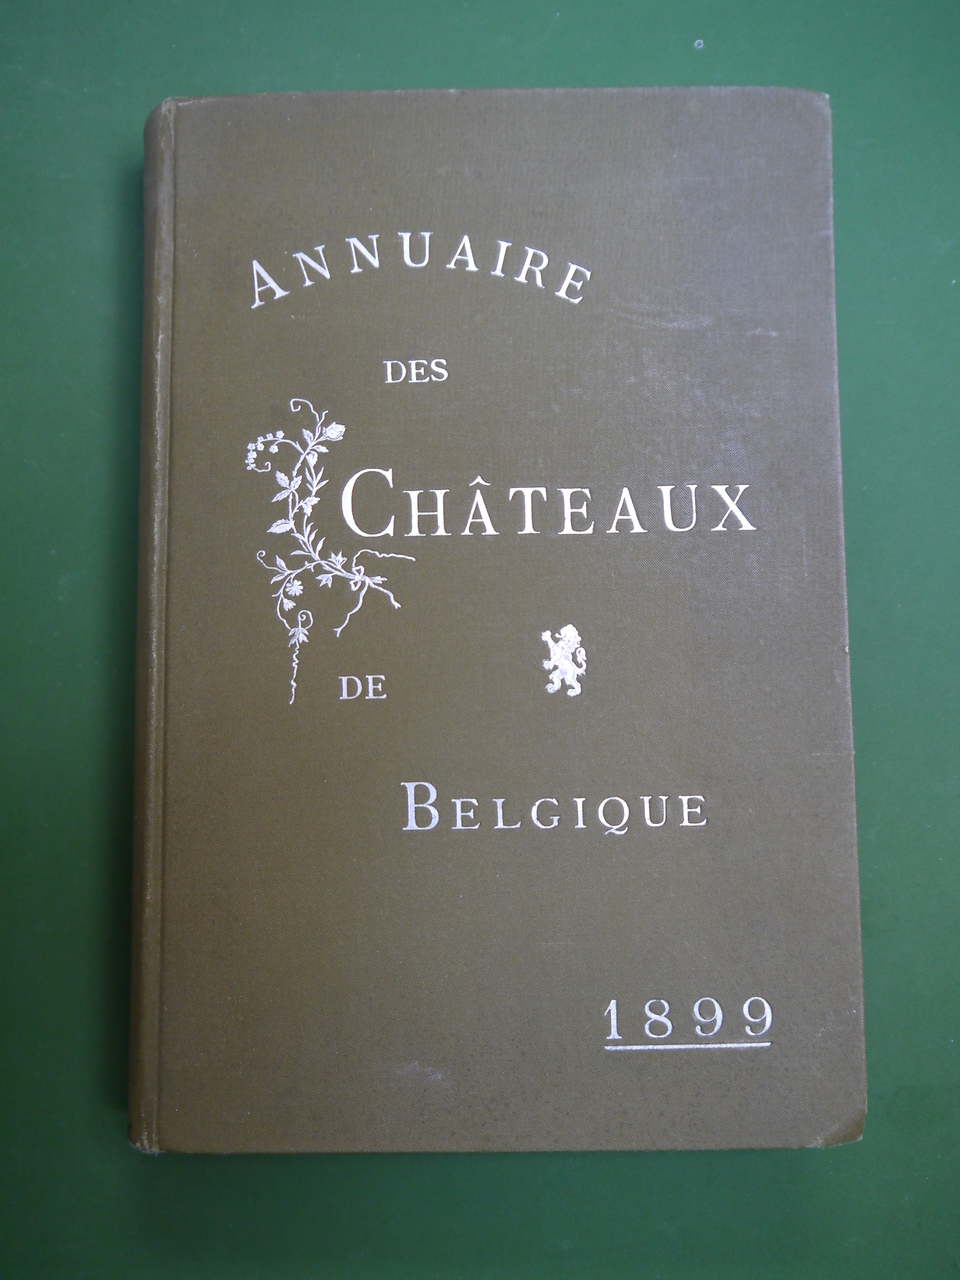 ANNUAIRE
DES
CHÂTEAUX
DE
BELGIQUE
1899